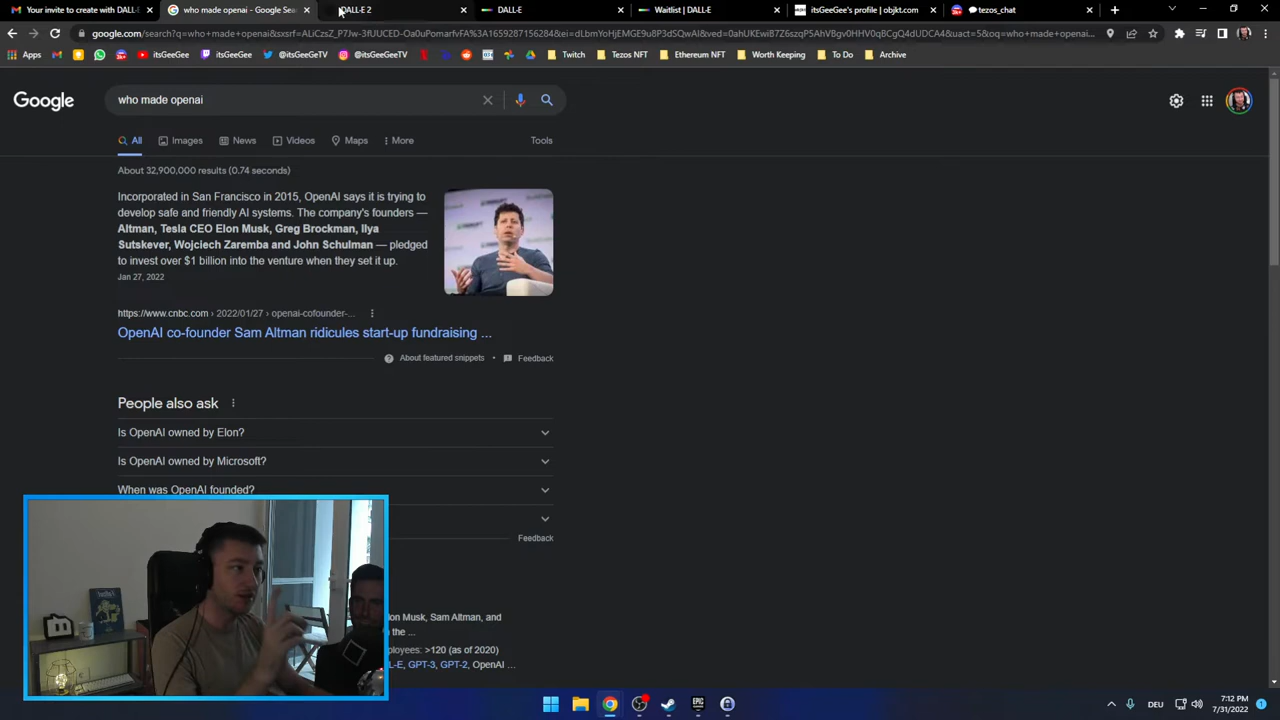 Your invite to create with DALL-E
who made openai - Google Sea
DALL-E 2
DALL-E
Waitlist | DALL-E
itsGeeGee's profile | objkt.com
tezos_chat
google.com/search?q=who+made+openai
Apps
itsGeeGee
itsGeeGee
@itsGeeGeeTV
@itsGeeGeeTV
Twitch
Tezos NFT
Ethereum NFT
Worth Keeping
To Do
Archive
Google
who made openai
All
Images
News
Videos
Maps
More
Tools
About 32,900,000 results (0.74 seconds)
Incorporated in San Francisco in 2015, OpenAI says it is trying to
develop safe and friendly AI systems. The company's founders —
Altman, Tesla CEO Elon Musk, Greg Brockman, Ilya
Sutskever, Wojciech Zaremba and John Schulman — pledged
to invest over $1 billion into the venture when they set it up.
Jan 27, 2022
https://www.cnbc.com › 2022/01/27 › openai-cofounder-...
OpenAI co-founder Sam Altman ridicules start-up fundraising ...
About featured snippets
Feedback
People also ask
Is OpenAI owned by Elon?
Is OpenAI owned by Microsoft?
When was OpenAI founded?
Feedback
lon Musk, Sam Altman, and
the ...
ployees: >120 (as of 2020)
L-E, GPT-3, GPT-2, OpenAI ...
DEU
7:12 PM
7/31/2022